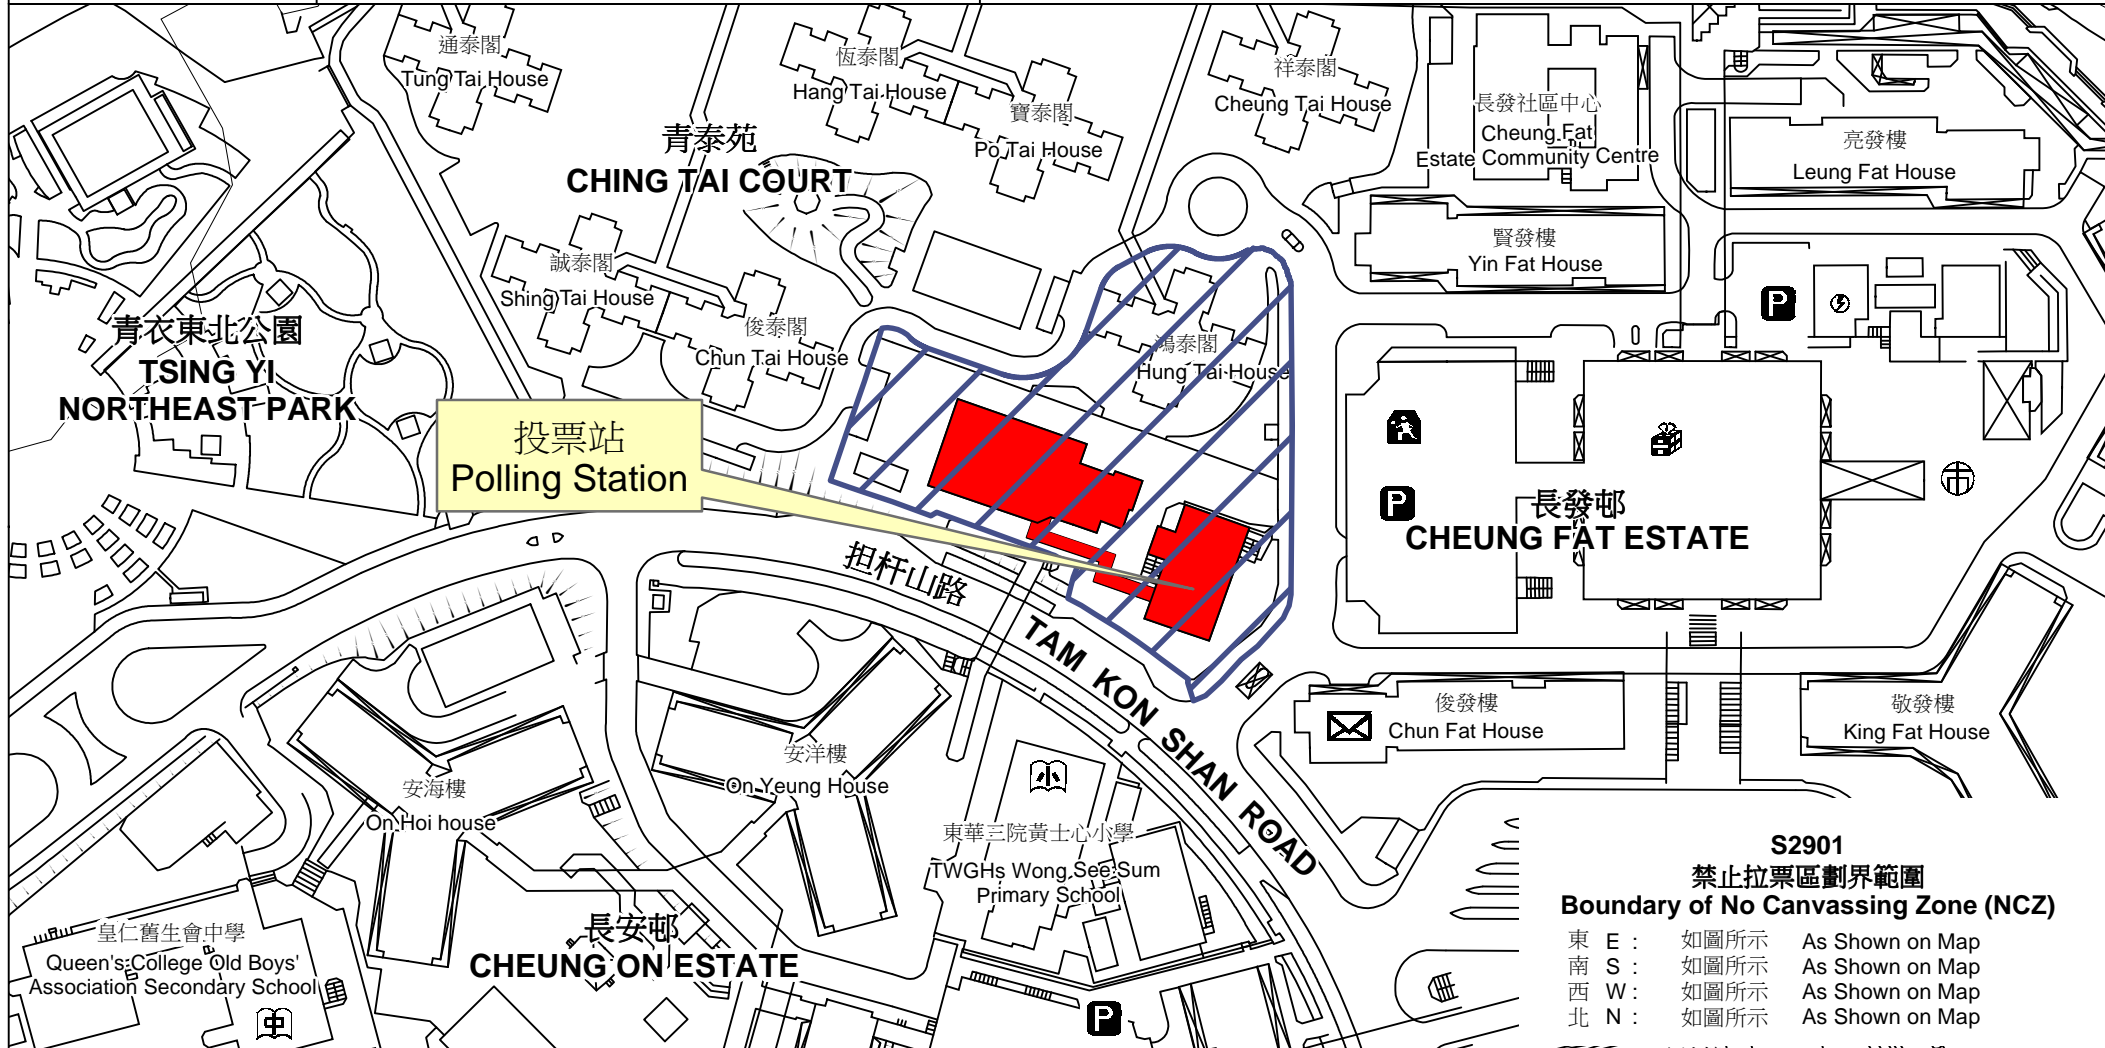 通泰閣
Tung Tai House
恆泰閣
Hang Tai House
寶泰閣
Po Tai House
祥泰閣
Cheung Tai House
長發社區中心
Cheung Fat
Estate Community Centre
亮發樓
Leung Fat House
青泰苑
CHING TAI COURT
賢發樓
Yin Fat House
誠泰閣
Shing Tai House
俊泰閣
Chun Tai House
鴻泰閣
Hung Tai House
青衣東北公園
TSING YI
NORTHEAST PARK
投票站
Polling Station
P
P
長發邨
CHEUNG FAT ESTATE
担杆山路
TAM KON SHAN ROAD
俊發樓
Chun Fat House
敬發樓
King Fat House
安海樓
On Hoi house
安洋樓
On Yeung House
小
東華三院黃士心小學
TWGHs Wong See Sum
Primary School
皇仁舊生會中學
Queen's College Old Boys'
Association Secondary School
中
長安邨
CHEUNG ON ESTATE
P
S2901
禁止拉票區劃界範圍
Boundary of No Canvassing Zone (NCZ)
東 E : 如圖所示 As Shown on Map
南 S : 如圖所示 As Shown on Map
西 W : 如圖所示 As Shown on Map
北 N : 如圖所示 As Shown on Map